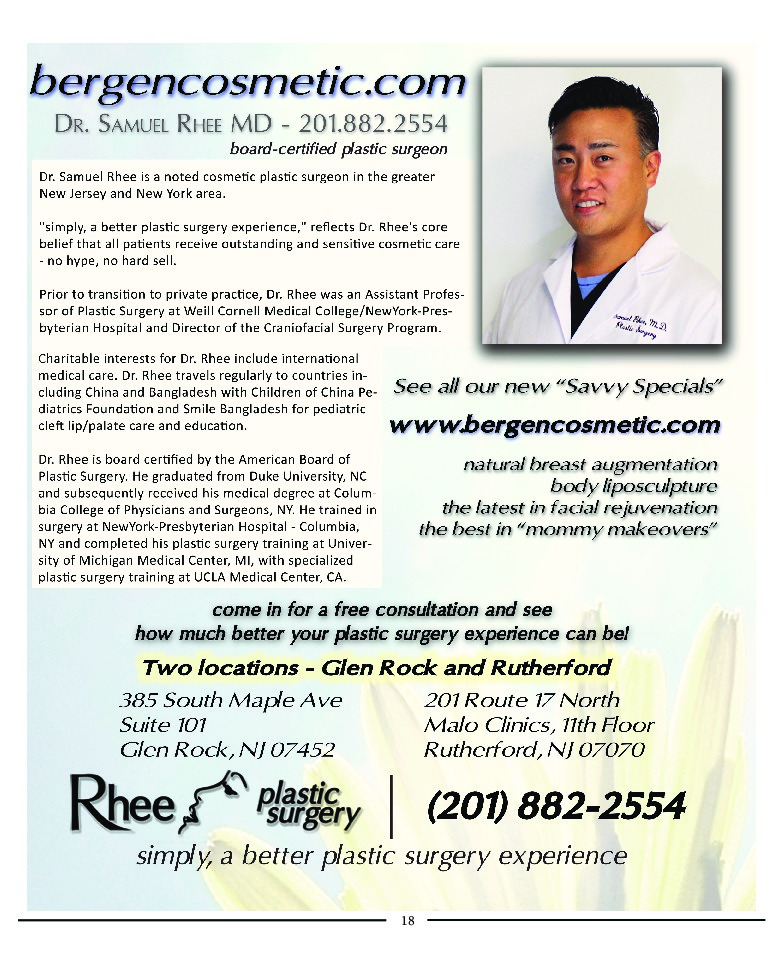 bergencosmetic.com
Dr. Samuel Rhee MD - 201.882.2554
board-certified plastic surgeon
Dr. Samuel Rhee is a noted cosmetic plastic surgeon in the greater
New Jersey and New York area.
"simply, a better plastic surgery experience," reflects Dr. Rhee's core
belief that all patients receive outstanding and sensitive cosmetic care
- no hype, no hard sell.
Prior to transition to private practice, Dr. Rhee was an Assistant Profes-
sor of Plastic Surgery at Weill Cornell Medical College/NewYork-Pres-
byterian Hospital and Director of the Craniofacial Surgery Program.
Charitable interests for Dr. Rhee include international
medical care. Dr. Rhee travels regularly to countries in-
cluding China and Bangladesh with Children of China Pe-
diatrics Foundation and Smile Bangladesh for pediatric
cleft lip/palate care and education.
Dr. Rhee is board certified by the American Board of
Plastic Surgery. He graduated from Duke University, NC
and subsequently received his medical degree at Colum-
bia College of Physicians and Surgeons, NY. He trained in
surgery at NewYork-Presbyterian Hospital - Columbia,
NY and completed his plastic surgery training at Univer-
sity of Michigan Medical Center, MI, with specialized
plastic surgery training at UCLA Medical Center, CA.
Samuel Rhee, M.D.
Plastic Surgery
See all our new “Savvy Specials”
www.bergencosmetic.com
natural breast augmentation
body liposculpture
the latest in facial rejuvenation
the best in “mommy makeovers”
come in for a free consultation and see
how much better your plastic surgery experience can be!
Two locations - Glen Rock and Rutherford
385 South Maple Ave
Suite 101
Glen Rock, NJ 07452
201 Route 17 North
Malo Clinics, 11th Floor
Rutherford, NJ 07070
Rhee plastic surgery
(201) 882-2554
simply, a better plastic surgery experience
18